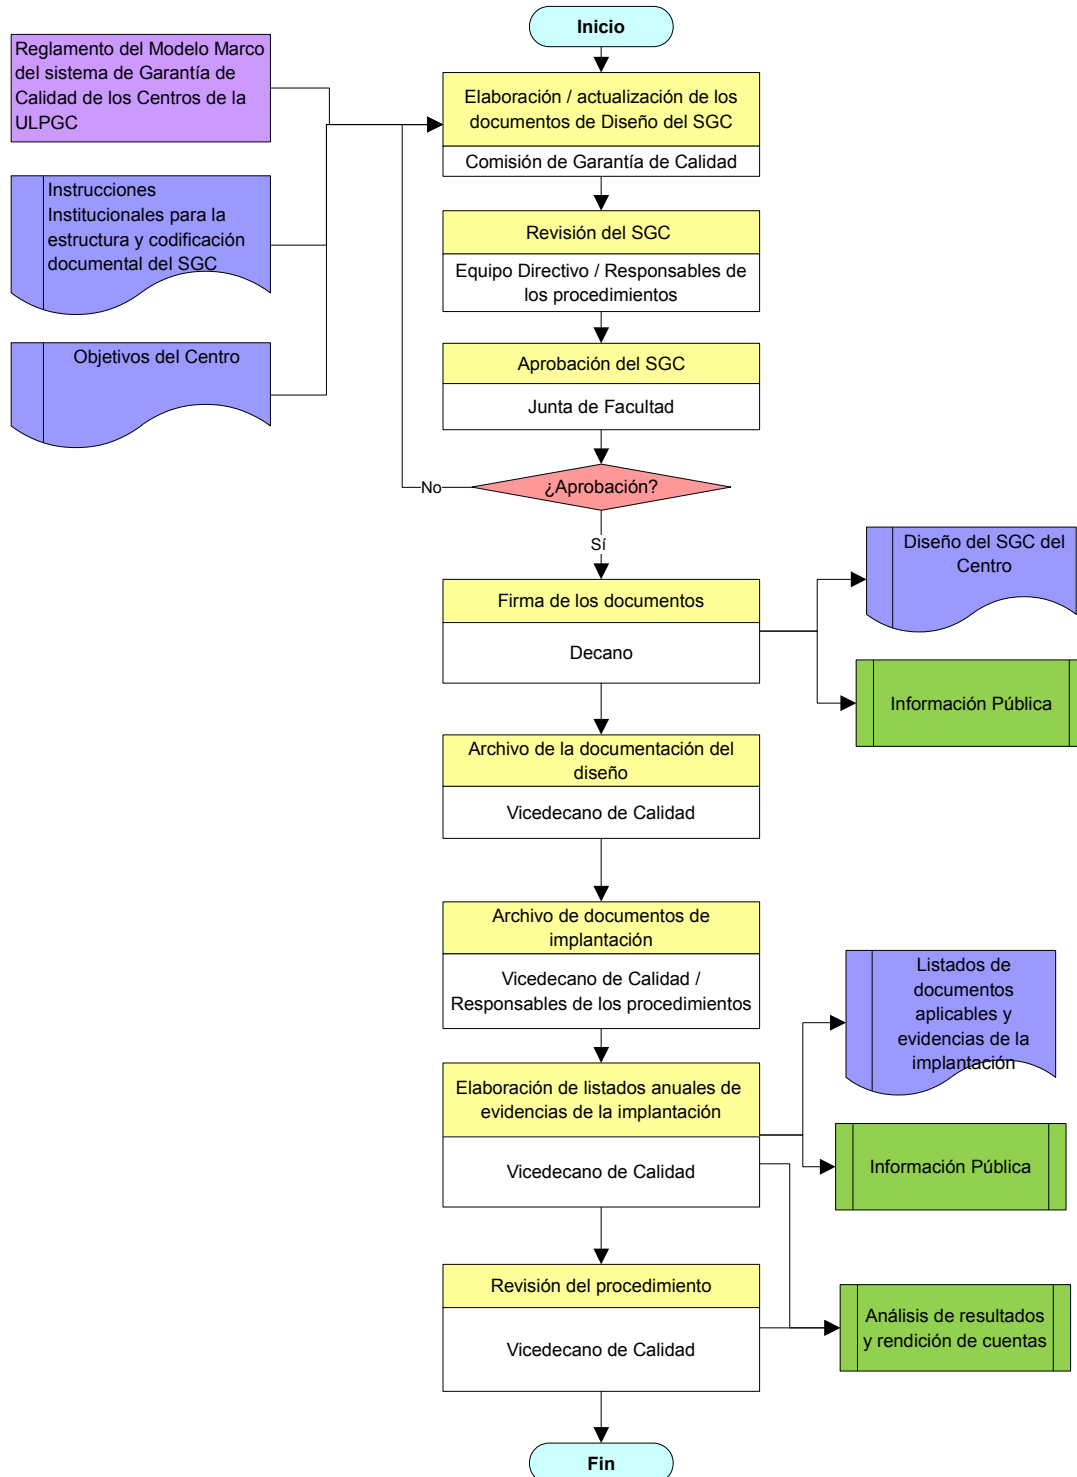 Inicio
Reglamento del Modelo Marco
del sistema de Garantía de
Calidad de los Centros de la
ULPGC
Elaboración / actualización de los
documentos de Diseño del SGC
Comisión de Garantía de Calidad
Instrucciones
Institucionales para la
estructura y codificación
documental del SGC
Revisión del SGC
Equipo Directivo / Responsables de
los procedimientos
Objetivos del Centro
Aprobación del SGC
Junta de Facultad
¿Aprobación?
No
Sí
Diseño del SGC del
Centro
Firma de los documentos
Decano
Información Pública
Archivo de la documentación del
diseño
Vicedecano de Calidad
Archivo de documentos de
implantación
Vicedecano de Calidad /
Responsables de los procedimientos
Listados de
documentos
aplicables y
evidencias de la
implantación
Elaboración de listados anuales de
evidencias de la implantación
Vicedecano de Calidad
Información Pública
Revisión del procedimiento
Vicedecano de Calidad
Análisis de resultados
y rendición de cuentas
Fin